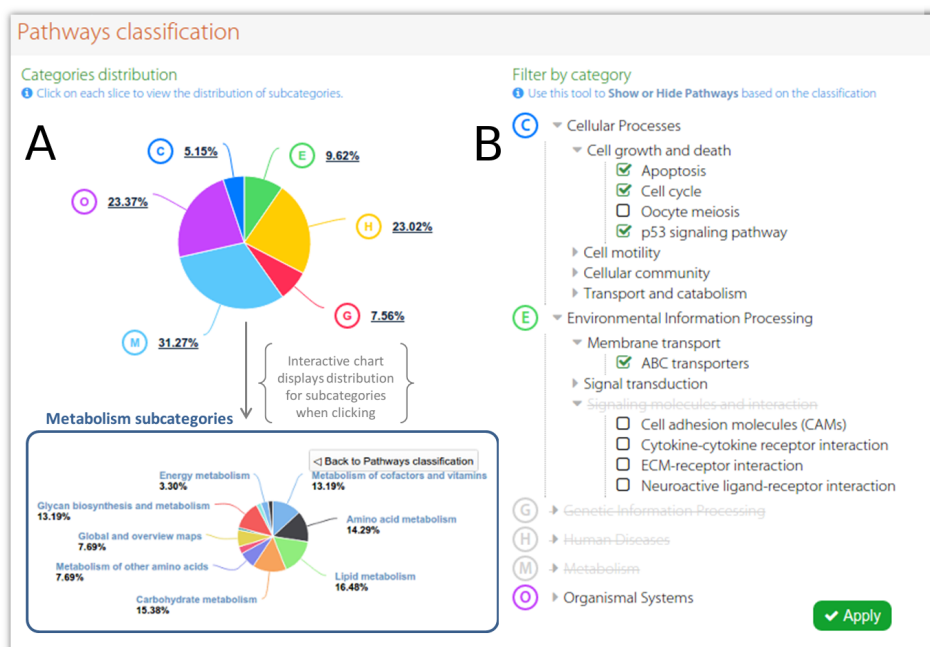 Pathways classification
Categories distribution
Click on each slice to view the distribution of subcategories.
A
C 5.15%
E 9.62%
O 23.37%
H 23.02%
G 7.56%
M 31.27%
Interactive chart
displays distribution
for subcategories
when clicking
Metabolism subcategories
◁ Back to Pathways classification
Energy metabolism
3.30%
Metabolism of cofactors and vitamins
13.19%
Glycan biosynthesis and metabolism
13.19%
Amino acid metabolism
14.29%
Global and overview maps
7.69%
Metabolism of other amino acids
7.69%
Lipid metabolism
16.48%
Carbohydrate metabolism
15.38%
Filter by category
Use this tool to Show or Hide Pathways based on the classification
B
C Cellular Processes
Cell growth and death
Apoptosis
Cell cycle
Oocyte meiosis
p53 signaling pathway
Cell motility
Cellular community
Transport and catabolism
E Environmental Information Processing
Membrane transport
ABC transporters
Signal transduction
Signaling molecules and interaction
Cell adhesion molecules (CAMs)
Cytokine-cytokine receptor interaction
ECM-receptor interaction
Neuroactive ligand-receptor interaction
G Genetic Information Processing
H Human Diseases
M Metabolism
O Organismal Systems
Apply